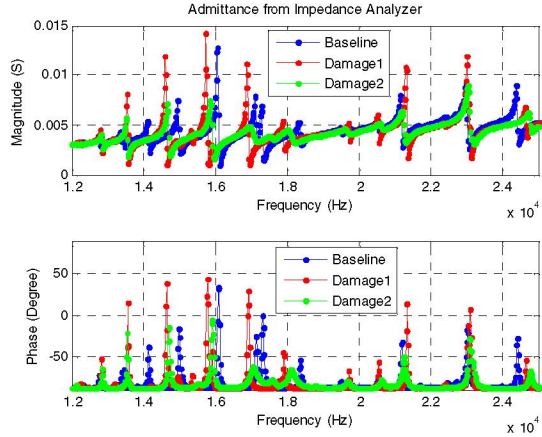 Admittance from Impedance Analyzer
Magnitude (S)
0.015
0.01
0.005
0
Baseline
Damage1
Damage2
1.2 1.4 1.6 1.8 2 2.2 2.4
Frequency (Hz)
x 10^4
Phase (Degree)
50
0
-50
Baseline
Damage1
Damage2
1.2 1.4 1.6 1.8 2 2.2 2.4
Frequency (Hz)
x 10^4